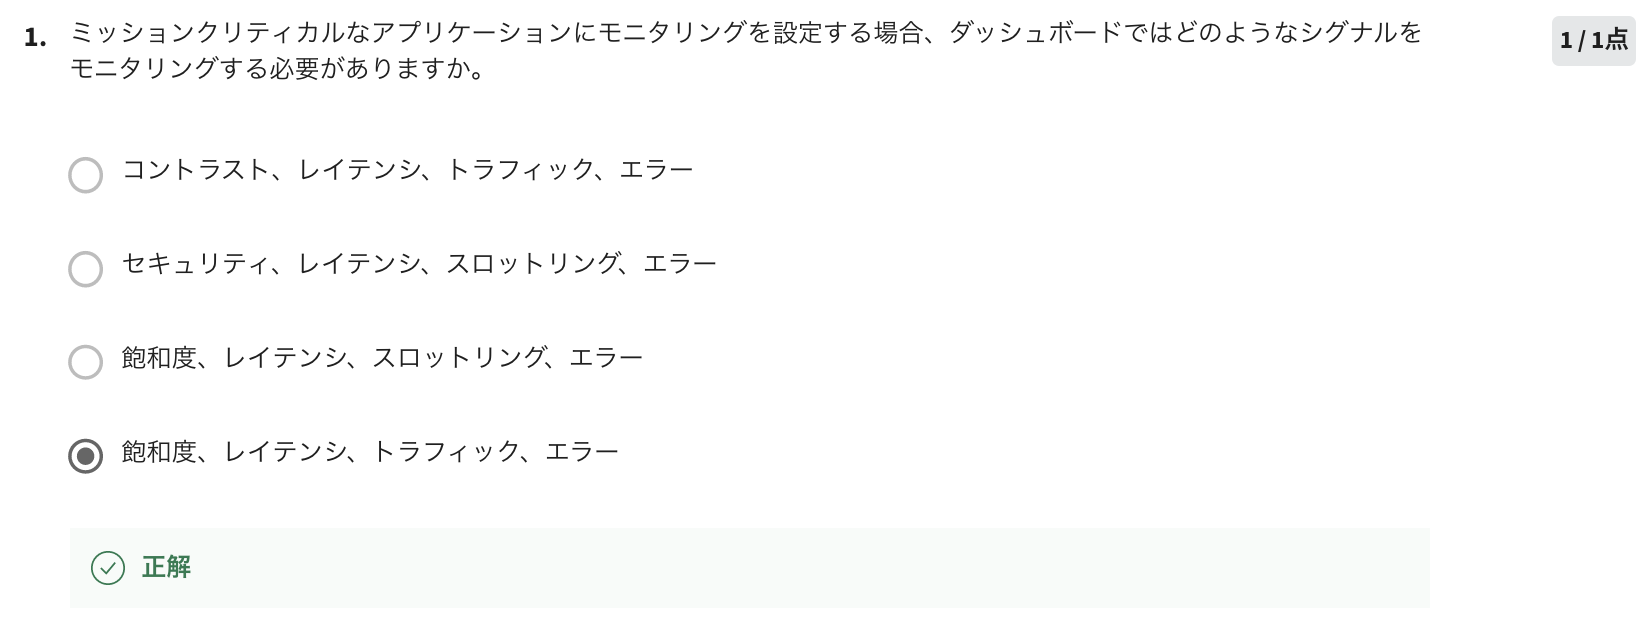 1. ミッションクリティカルなアプリケーションにモニタリングを設定する場合、ダッシュボードではどのようなシグナルを
モニタリングする必要がありますか。
1 / 1点
コントラスト、レイテンシ、トラフィック、エラー
セキュリティ、レイテンシ、スロットリング、エラー
飽和度、レイテンシ、スロットリング、エラー
飽和度、レイテンシ、トラフィック、エラー
正解